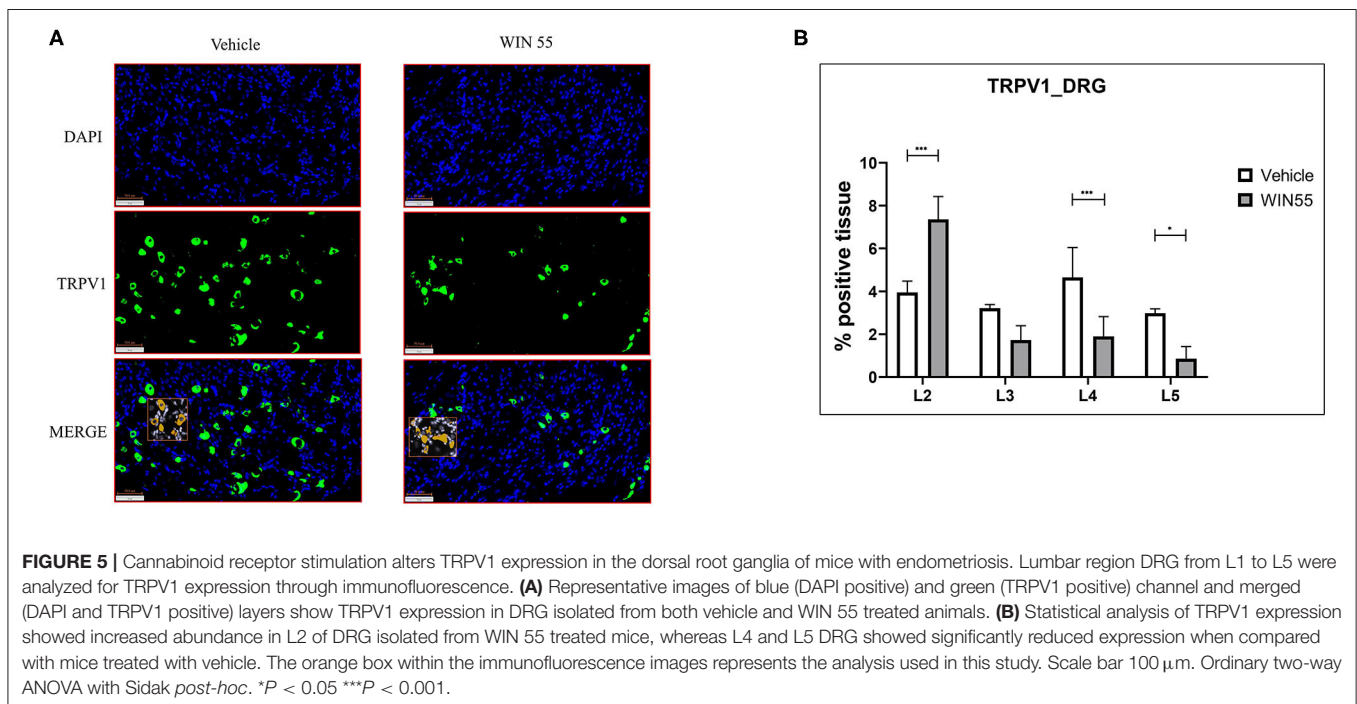 A
Vehicle
WIN 55
DAPI
TRPV1
MERGE
B
TRPV1_DRG
% positive tissue
10
8
6
4
2
0
***
***
*
L2
L3
L4
L5
Vehicle
WIN55
FIGURE 5 | Cannabinoid receptor stimulation alters TRPV1 expression in the dorsal root ganglia of mice with endometriosis. Lumbar region DRG from L1 to L5 were
analyzed for TRPV1 expression through immunofluorescence. (A) Representative images of blue (DAPI positive) and green (TRPV1 positive) channel and merged
(DAPI and TRPV1 positive) layers show TRPV1 expression in DRG isolated from both vehicle and WIN 55 treated animals. (B) Statistical analysis of TRPV1 expression
showed increased abundance in L2 of DRG isolated from WIN 55 treated mice, whereas L4 and L5 DRG showed significantly reduced expression when compared
with mice treated with vehicle. The orange box within the immunofluorescence images represents the analysis used in this study. Scale bar 100 μm. Ordinary two-way
ANOVA with Sidak post-hoc. *P < 0.05 ***P < 0.001.